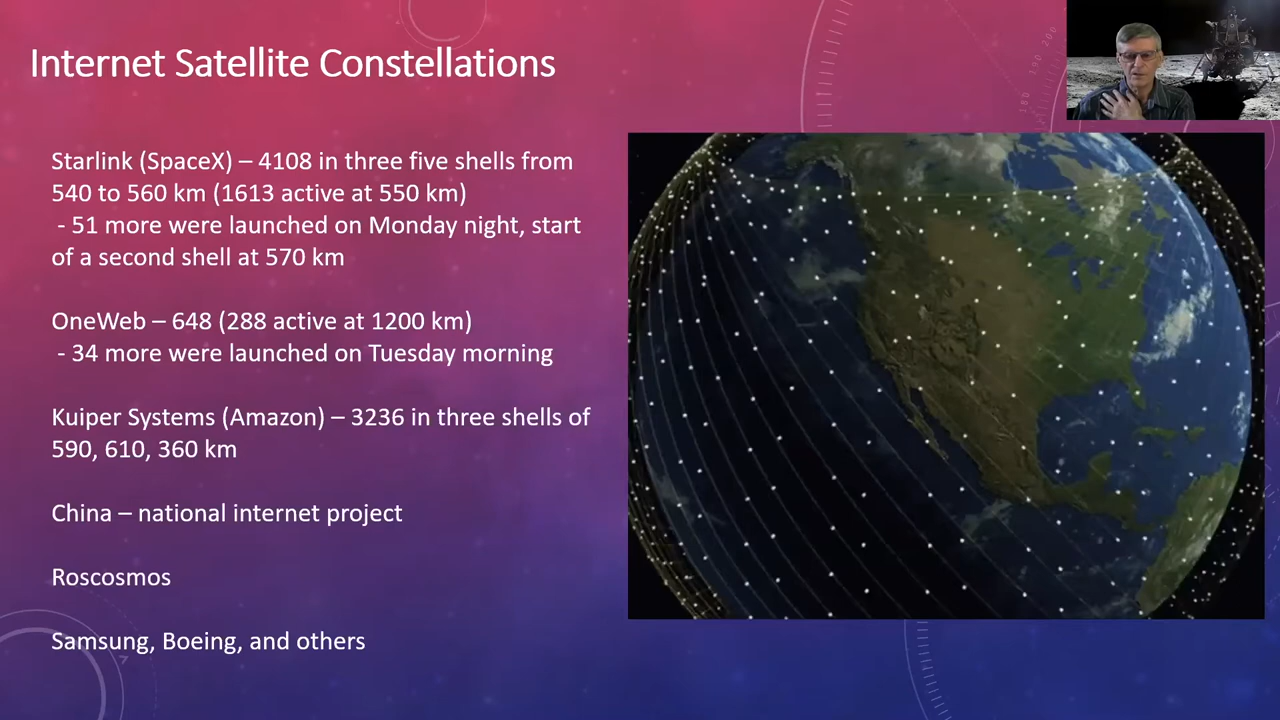 Internet Satellite Constellations
Starlink (SpaceX) – 4108 in three five shells from
540 to 560 km (1613 active at 550 km)
- 51 more were launched on Monday night, start
of a second shell at 570 km
OneWeb – 648 (288 active at 1200 km)
- 34 more were launched on Tuesday morning
Kuiper Systems (Amazon) – 3236 in three shells of
590, 610, 360 km
China – national internet project
Roscosmos
Samsung, Boeing, and others
180 190 200